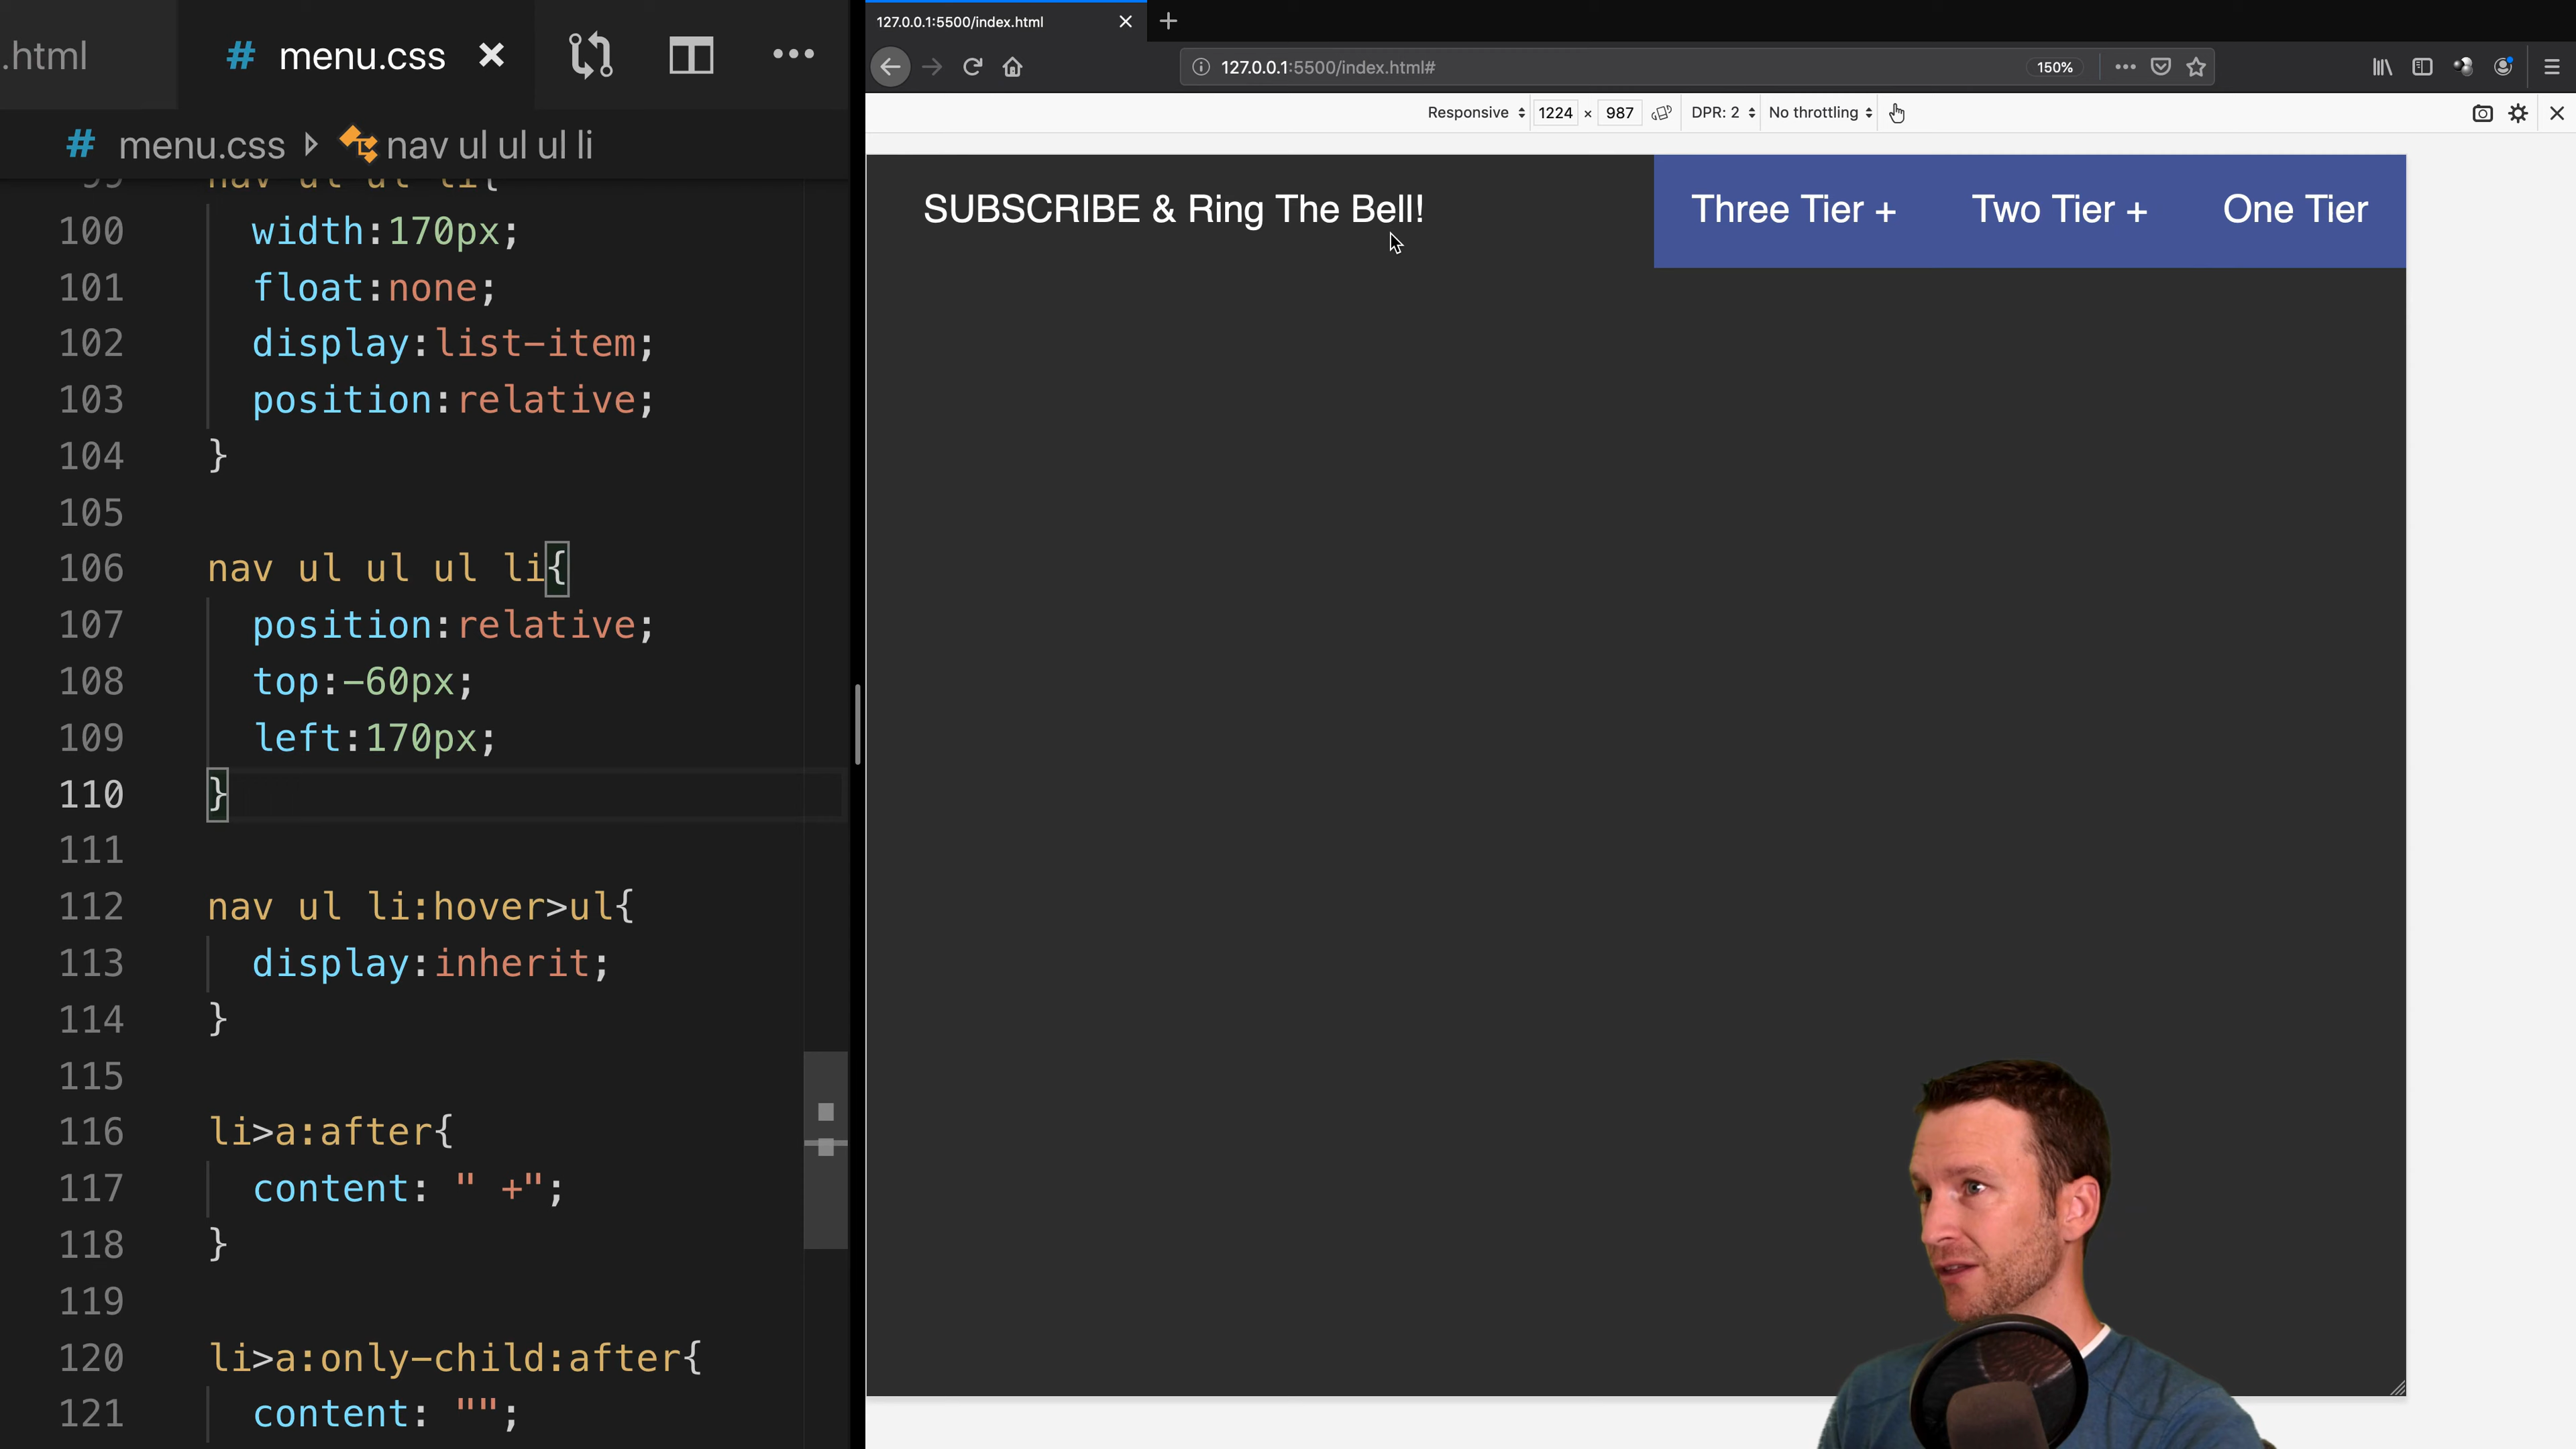 .html
# menu.css
# menu.css nav ul ul ul li
99 nav ul ul li{
100 width:170px;
101 float:none;
102 display:list-item;
103 position:relative;
104 }
105
106 nav ul ul ul li{
107 position:relative;
108 top:-60px;
109 left:170px;
110 }
111
112 nav ul li:hover>ul{
113 display:inherit;
114 }
115
116 li>a:after{
117 content: " +";
118 }
119
120 li>a:only-child:after{
121 content: "";
127.0.0.1:5500/index.html
127.0.0.1:5500/index.html# 150%
Responsive 1224 × 987 DPR: 2 No throttling
SUBSCRIBE & Ring The Bell! Three Tier + Two Tier + One Tier